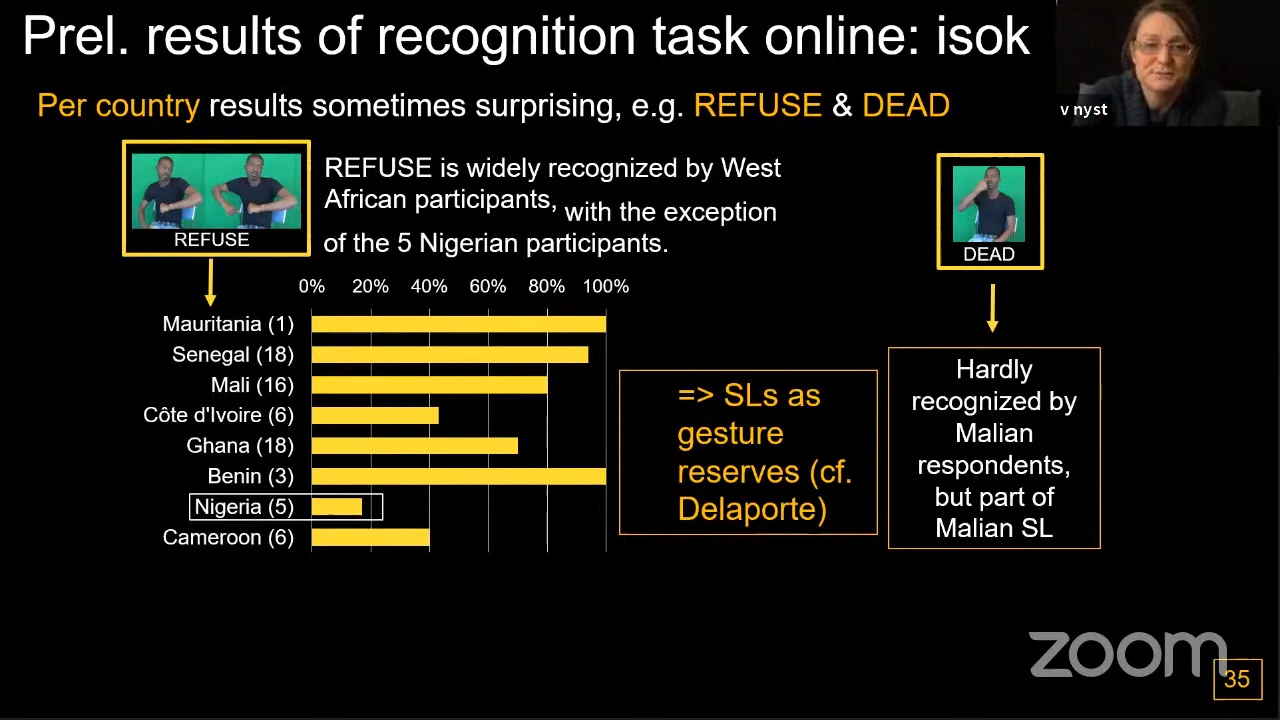 Prel. results of recognition task online: isok
v nyst
Per country results sometimes surprising, e.g. REFUSE & DEAD
REFUSE
REFUSE is widely recognized by West
African participants, with the exception
of the 5 Nigerian participants.
DEAD
0% 20% 40% 60% 80% 100%
Mauritania (1)
Senegal (18)
Mali (16)
Côte d'Ivoire (6)
Ghana (18)
Benin (3)
Nigeria (5)
Cameroon (6)
=> SLs as
gesture
reserves (cf.
Delaporte)
Hardly
recognized by
Malian
respondents,
but part of
Malian SL
zoom
35